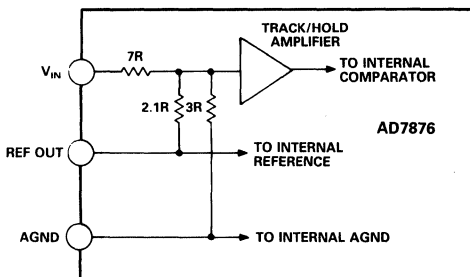 TRACK/HOLD
AMPLIFIER
7R
VIN
TO INTERNAL
COMPARATOR
2.1R
3R
AD7876
REF OUT
TO INTERNAL
REFERENCE
AGND
TO INTERNAL AGND